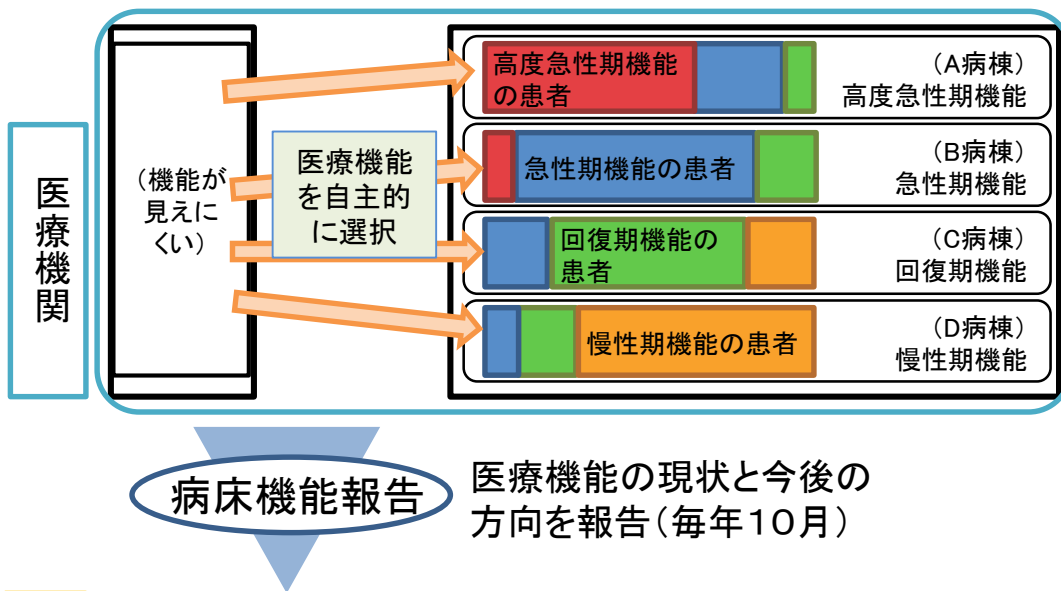 医療機関
(機能が
見えに
くい)
医療機能
を自主的
に選択
高度急性期機能
の患者
(A病棟)
高度急性期機能
急性期機能の患者
(B病棟)
急性期機能
回復期機能の
患者
(C病棟)
回復期機能
慢性期機能の患者
(D病棟)
慢性期機能
病床機能報告
医療機能の現状と今後の
方向を報告(毎年10月)